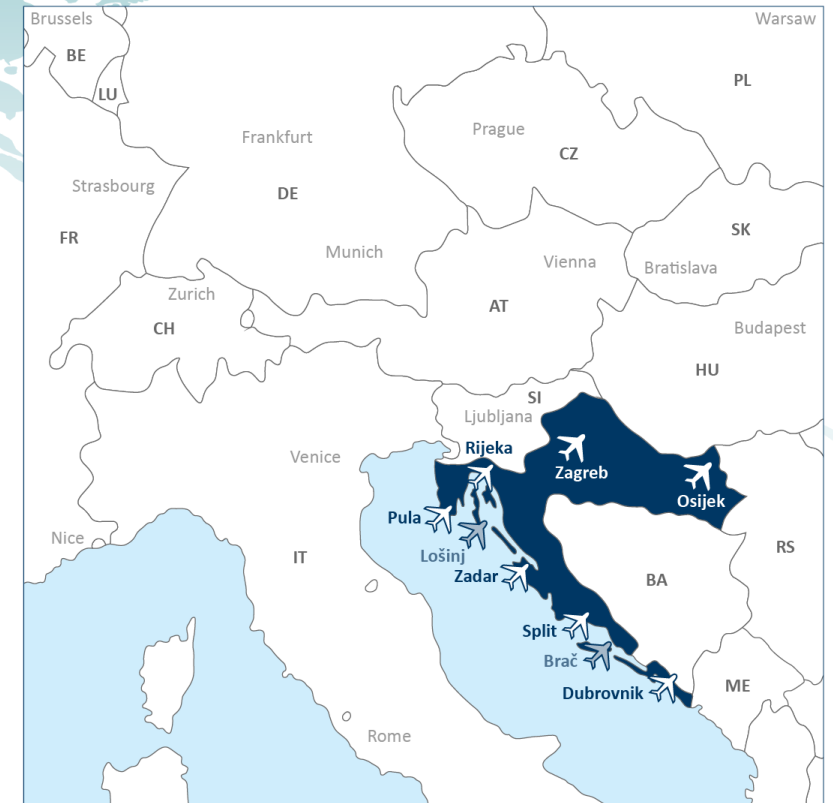 Brussels
Warsaw
BE
PL
LU
Prague
Frankfurt
CZ
Strasbourg
DE
SK
FR
Munich
Vienna
Bratislava
Zurich
AT
CH
Budapest
HU
SI
Ljubljana
Rijeka
Venice
Zagreb
Osijek
Pula
Nice
RS
Lošinj
IT
Zadar
BA
Split
Brač
ME
Dubrovnik
Rome